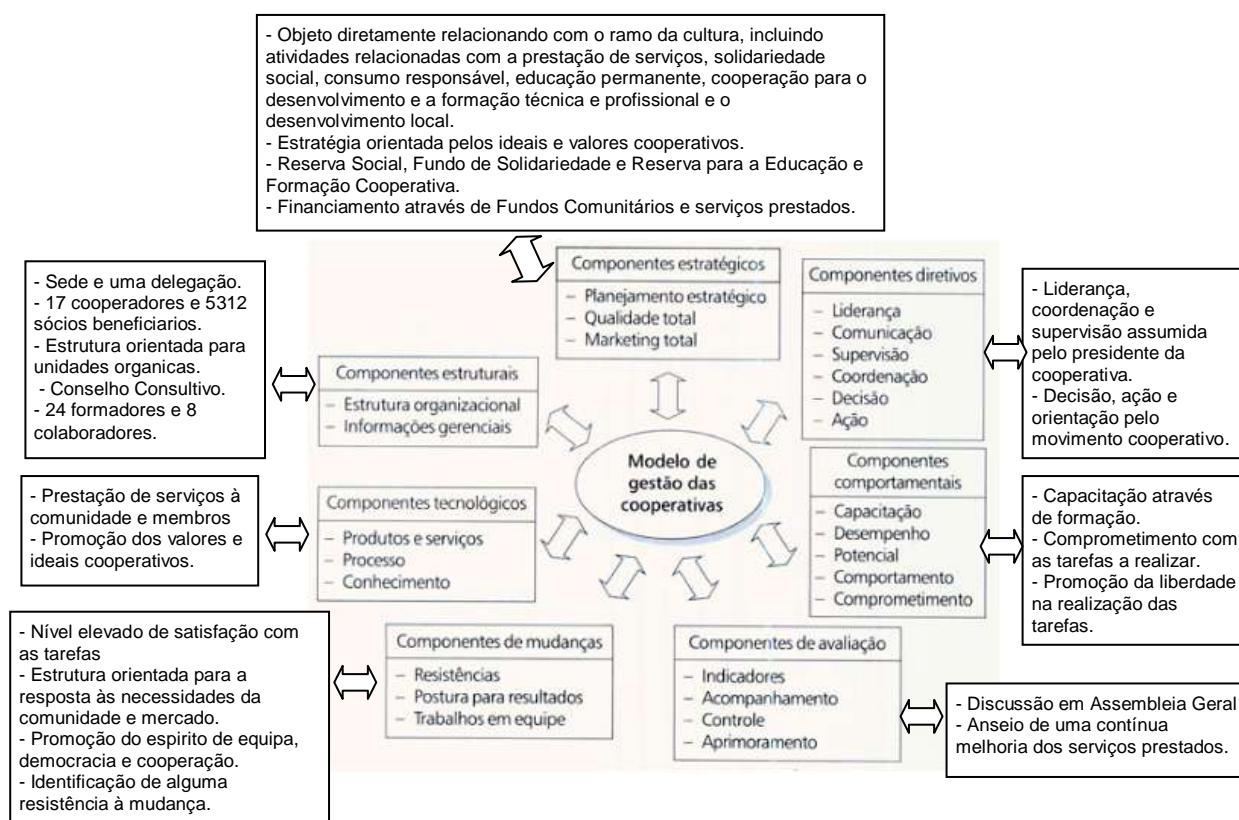 - Objeto diretamente relacionando com o ramo da cultura, incluindo
atividades relacionadas com a prestação de serviços, solidariedade
social, consumo responsável, educação permanente, cooperação para o
desenvolvimento e a formação técnica e profissional e o
desenvolvimento local.
- Estratégia orientada pelos ideais e valores cooperativos.
- Reserva Social, Fundo de Solidariedade e Reserva para a Educação e
Formação Cooperativa.
- Financiamento através de Fundos Comunitários e serviços prestados.
- Sede e uma delegação.
- 17 cooperadores e 5312
sócios beneficiarios.
- Estrutura orientada para
unidades organicas.
- Conselho Consultivo.
- 24 formadores e 8
colaboradores.
Componentes estruturais
– Estrutura organizacional
– Informações gerenciais
Componentes estratégicos
– Planejamento estratégico
– Qualidade total
– Marketing total
Componentes diretivos
– Liderança
– Comunicação
– Supervisão
– Coordenação
– Decisão
– Ação
- Liderança,
coordenação e
supervisão assumida
pelo presidente da
cooperativa.
- Decisão, ação e
orientação pelo
movimento cooperativo.
Modelo de
gestão das
cooperativas
- Prestação de serviços à
comunidade e membros
- Promoção dos valores e
ideais cooperativos.
Componentes tecnológicos
– Produtos e serviços
– Processo
– Conhecimento
Componentes
comportamentais
– Capacitação
– Desempenho
– Potencial
– Comportamento
– Comprometimento
- Capacitação através
de formação.
- Comprometimento com
as tarefas a realizar.
- Promoção da liberdade
na realização das
tarefas.
- Nível elevado de satisfação com
as tarefas
- Estrutura orientada para a
resposta às necessidades da
comunidade e mercado.
- Promoção do espirito de equipa,
democracia e cooperação.
- Identificação de alguma
resistência à mudança.
Componentes de mudanças
– Resistências
– Postura para resultados
– Trabalhos em equipe
Componentes de avaliação
– Indicadores
– Acompanhamento
– Controle
– Aprimoramento
- Discussão em Assembleia Geral
- Anseio de uma contínua
melhoria dos serviços prestados.